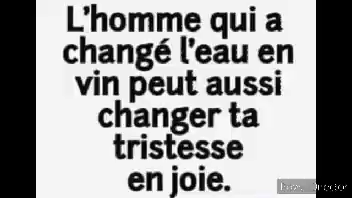 L'homme qui a
changé l'eau en
vin peut aussi
changer ta
tristesse
en joie.